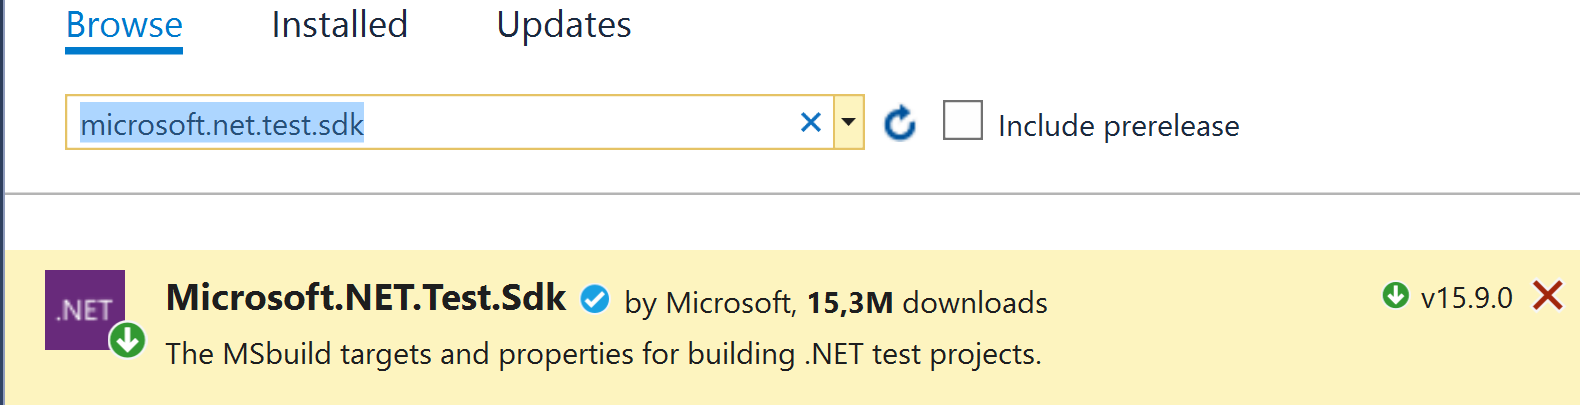 Browse Installed Updates
microsoft.net.test.sdk Include prerelease
.NET Microsoft.NET.Test.Sdk by Microsoft, 15,3M downloads v15.9.0
The MSbuild targets and properties for building .NET test projects.